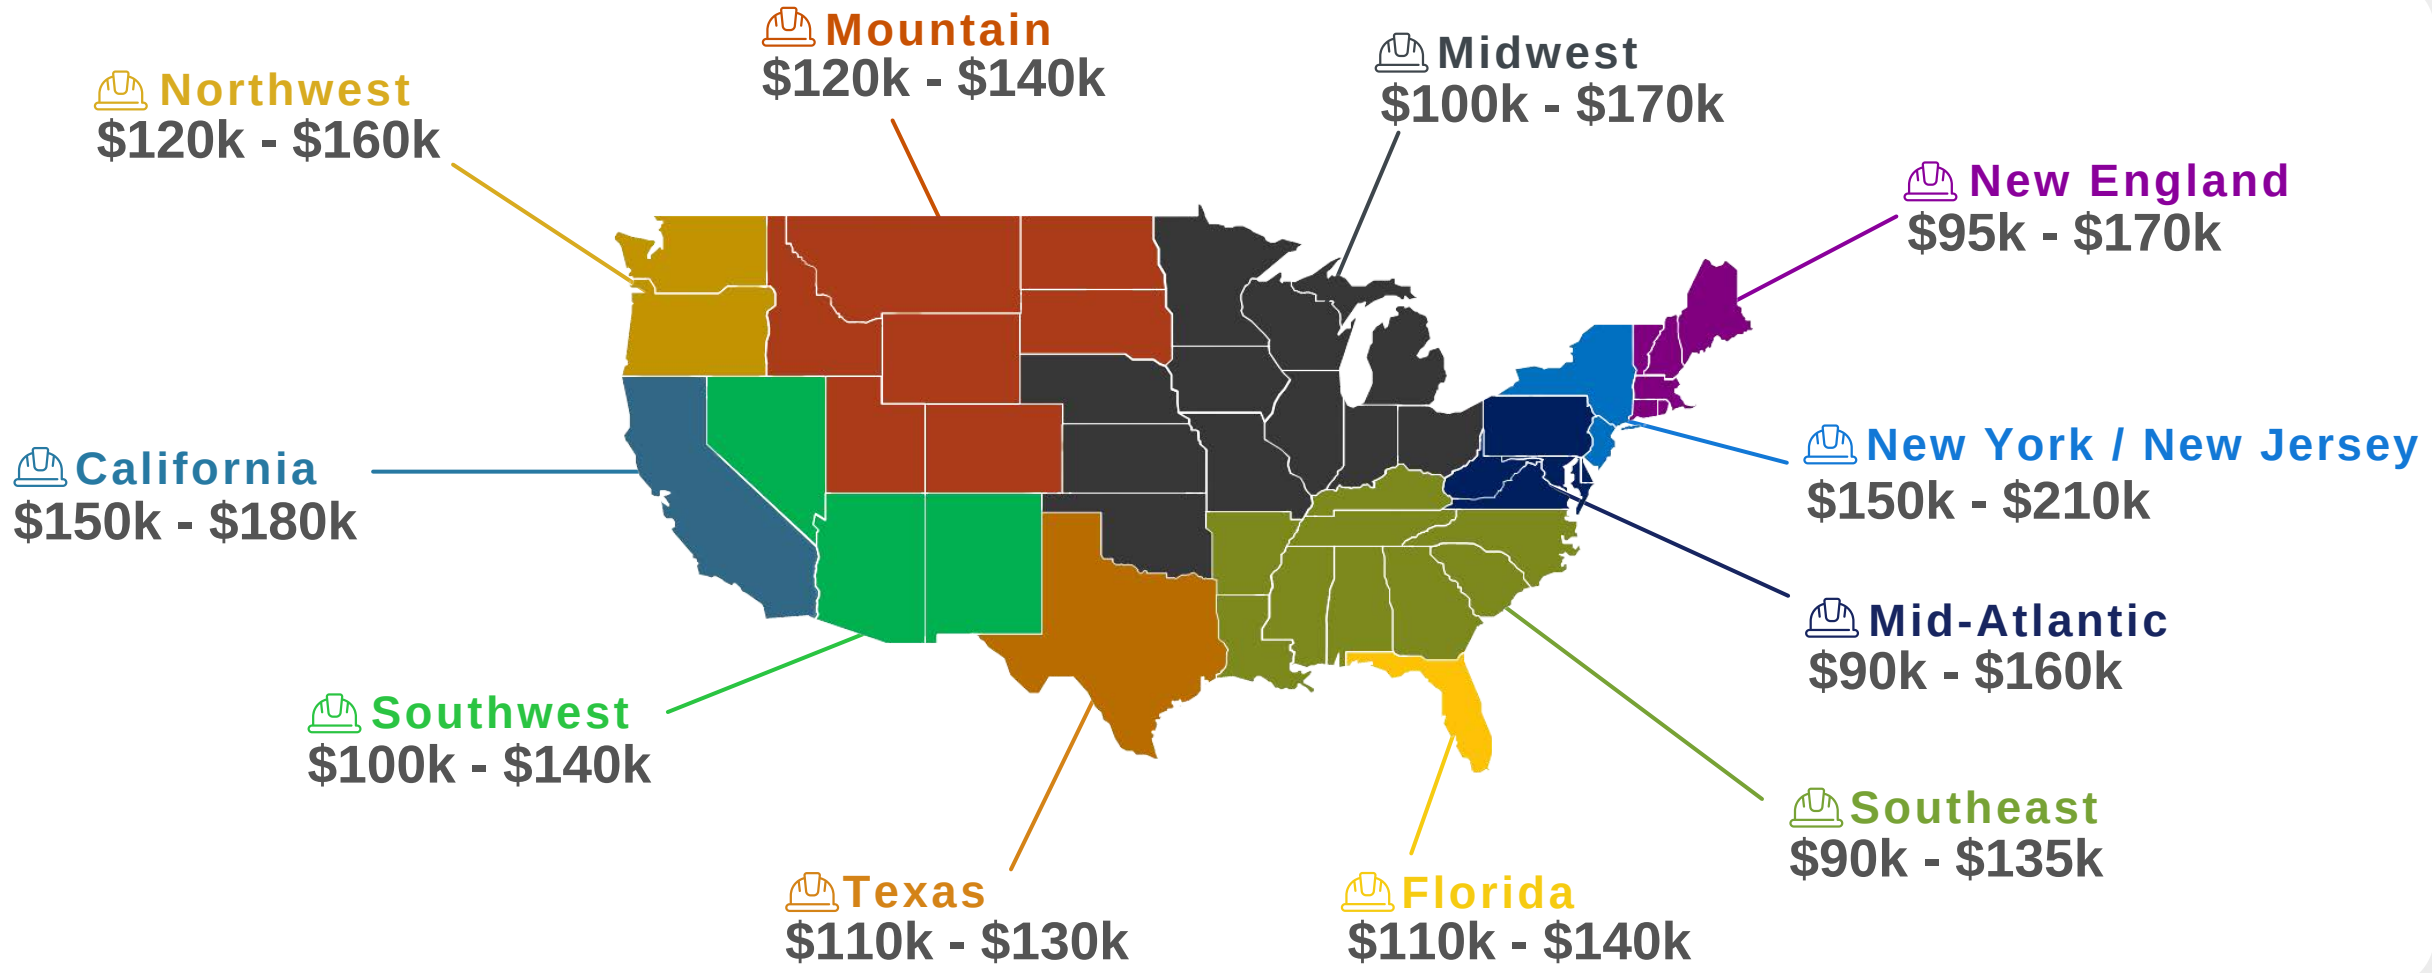 Mountain
$120k - $140k
Midwest
$100k - $170k
Northwest
$120k - $160k
New England
$95k - $170k
New York / New Jersey
$150k - $210k
California
$150k - $180k
Mid-Atlantic
$90k - $160k
Southwest
$100k - $140k
Southeast
$90k - $135k
Texas
$110k - $130k
Florida
$110k - $140k